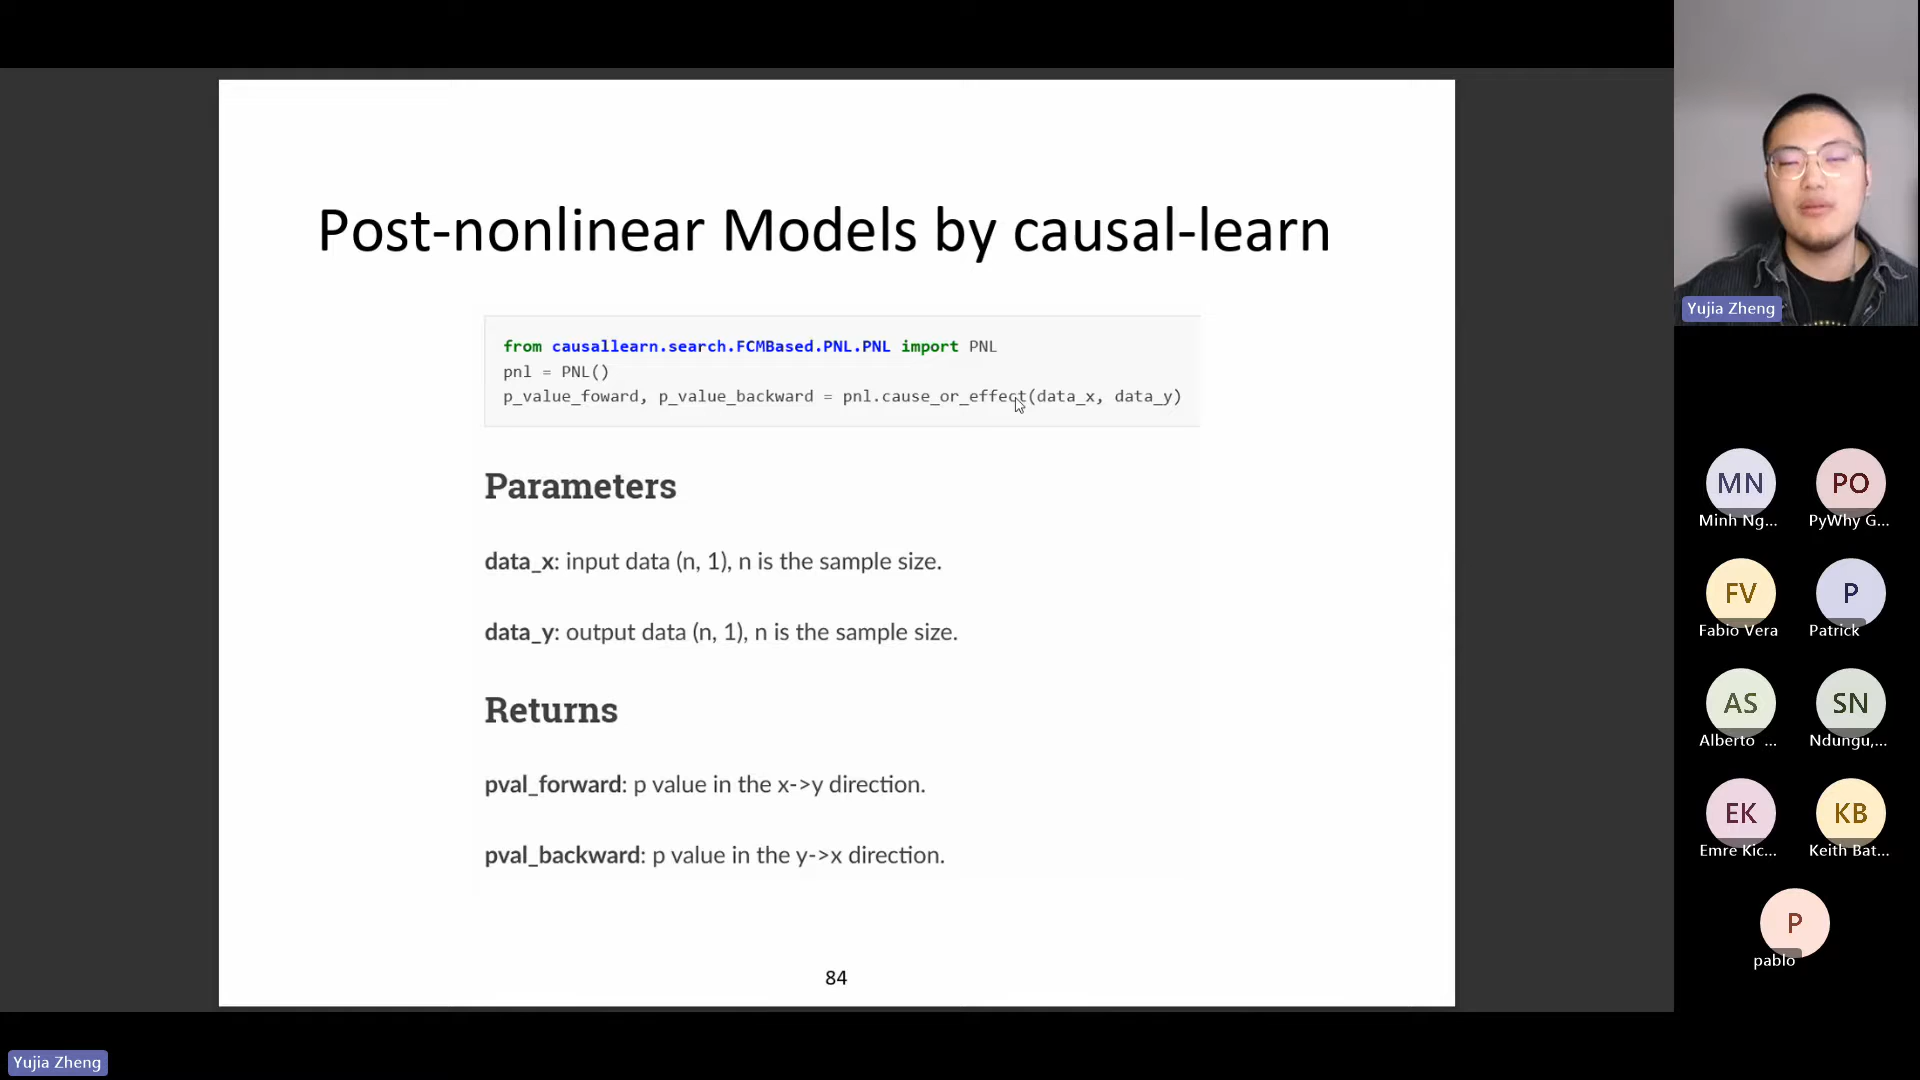 Post-nonlinear Models by causal-learn
from causallearn.search.FCMBased.PNL.PNL import PNL
pnl = PNL()
p_value_foward, p_value_backward = pnl.cause_or_effect(data_x, data_y)
Parameters
data_x: input data (n, 1), n is the sample size.
data_y: output data (n, 1), n is the sample size.
Returns
pval_forward: p value in the x->y direction.
pval_backward: p value in the y->x direction.
84
Yujia Zheng
Yujia Zheng
MN
Minh Ng...
PO
PyWhy G...
FV
Fabio Vera
P
Patrick
AS
Alberto ...
SN
Ndungu,...
EK
Emre Kic...
KB
Keith Bat...
P
pablo